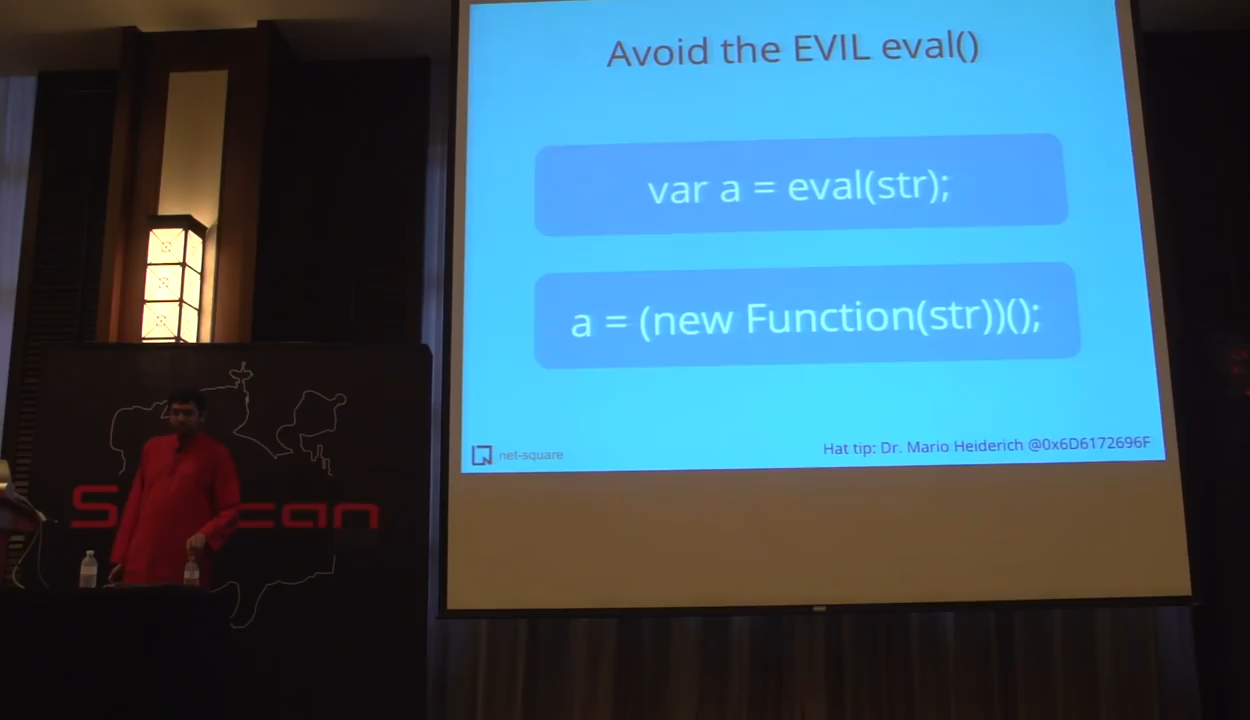 Avoid the EVIL eval()
var a = eval(str);
a = (new Function(str))();
net-square
Hat tip: Dr. Mario Heiderich @0x6D6172696F